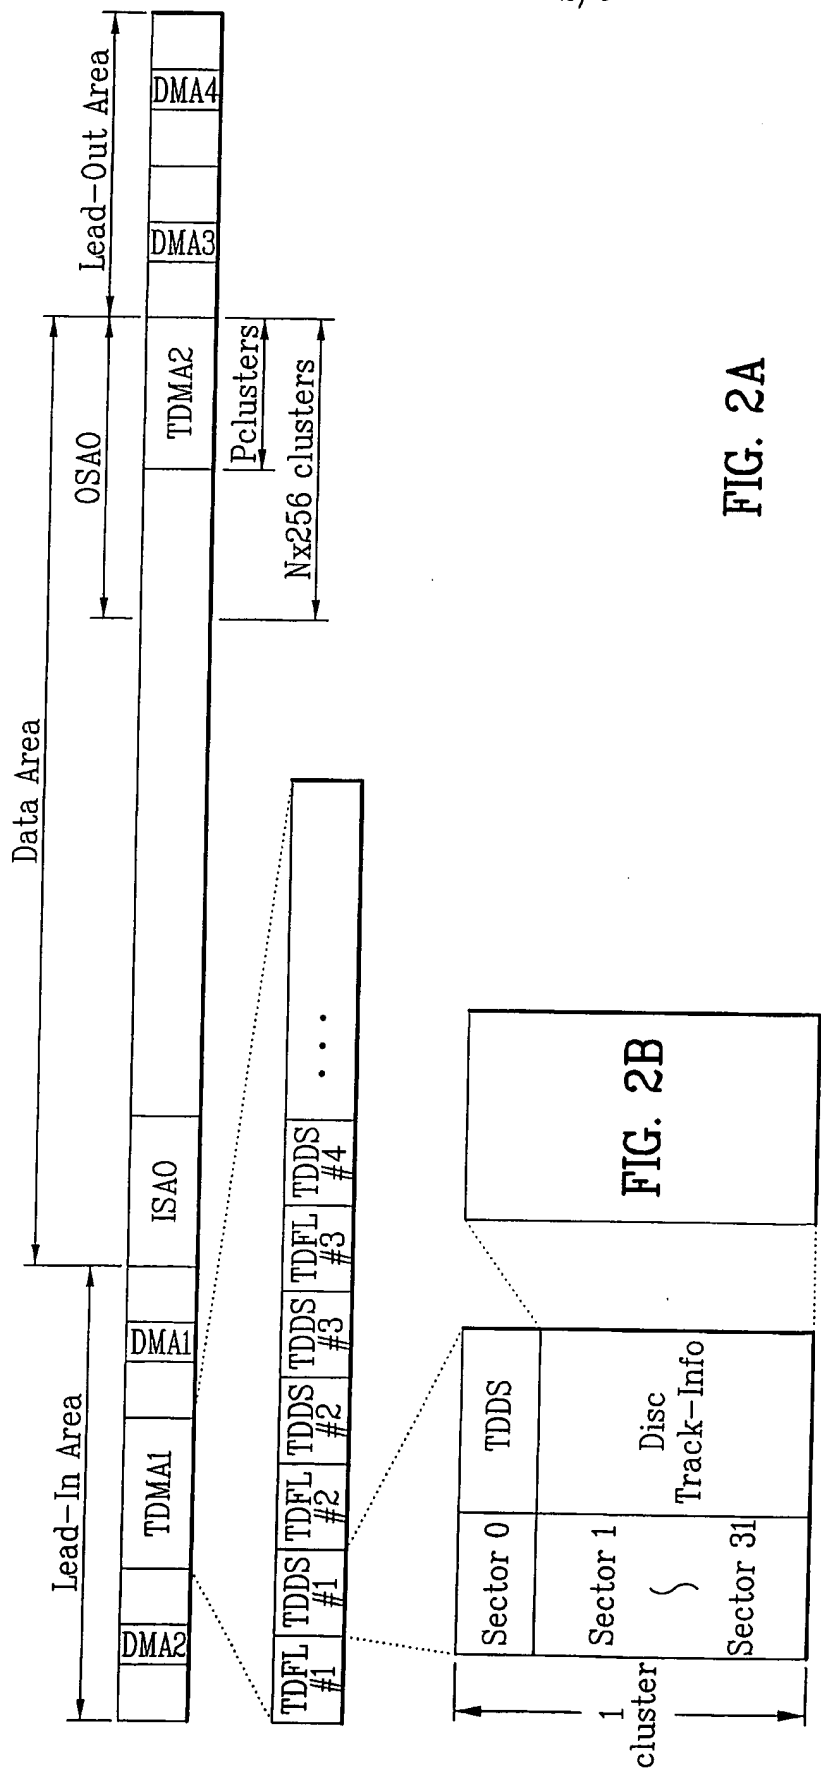 Data Area
Lead-In Area
OSA0
Lead-Out Area
DMA2
TDMA1
DMA1
ISA0
TDMA2
DMA3
DMA4
Pclusters
Nx256 clusters
TDFL
#1
TDDS
#1
TDFL
#2
TDDS
#2
TDDS
#3
TDFL
#3
TDDS
#4
...
1
cluster
Sector 0
TDDS
Sector 1
∼
Sector 31
Disc
Track-Info
FIG. 2B
FIG. 2A